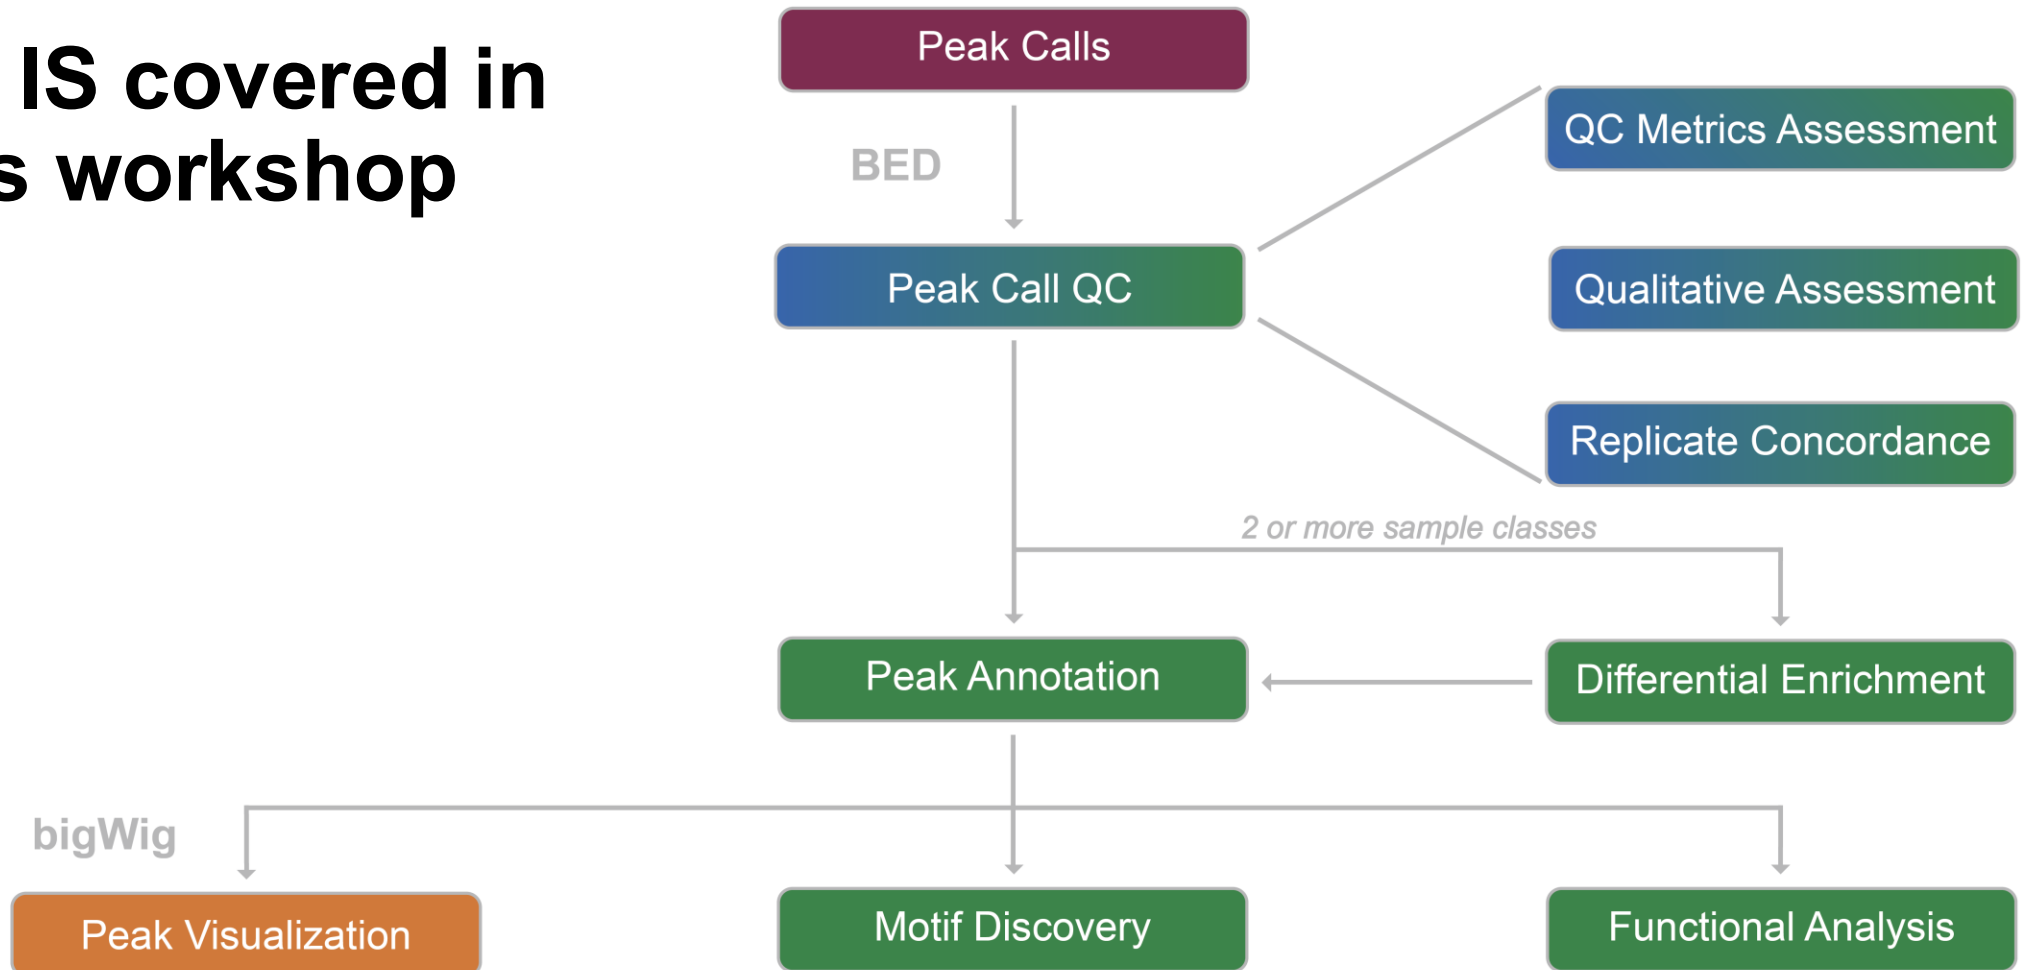 IS covered in
s workshop
Peak Calls
BED
QC Metrics Assessment
Peak Call QC
Qualitative Assessment
Replicate Concordance
2 or more sample classes
Peak Annotation
Differential Enrichment
bigWig
Peak Visualization
Motif Discovery
Functional Analysis